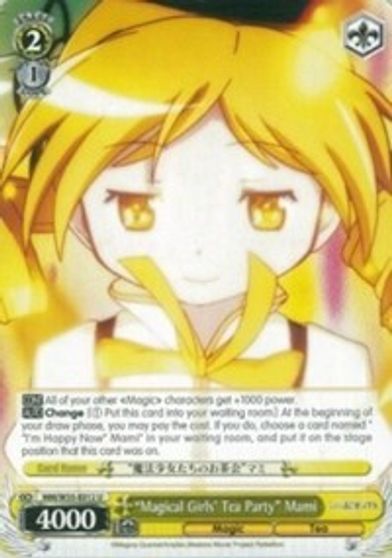 2
1
CONT All of your other «Magic» characters get +1000 power.
AUTO Change [① Put this card into your waiting room] At the beginning of
your draw phase, you may pay the cost. If you do, choose a card named "
"I'm Happy Now" Mami" in your waiting room, and put it on the stage
position that this card was on.
Card Name
"魔法少女たちのお茶会"マミ
"Magical Girls' Tea Party" Mami
4000
Magic
Tea